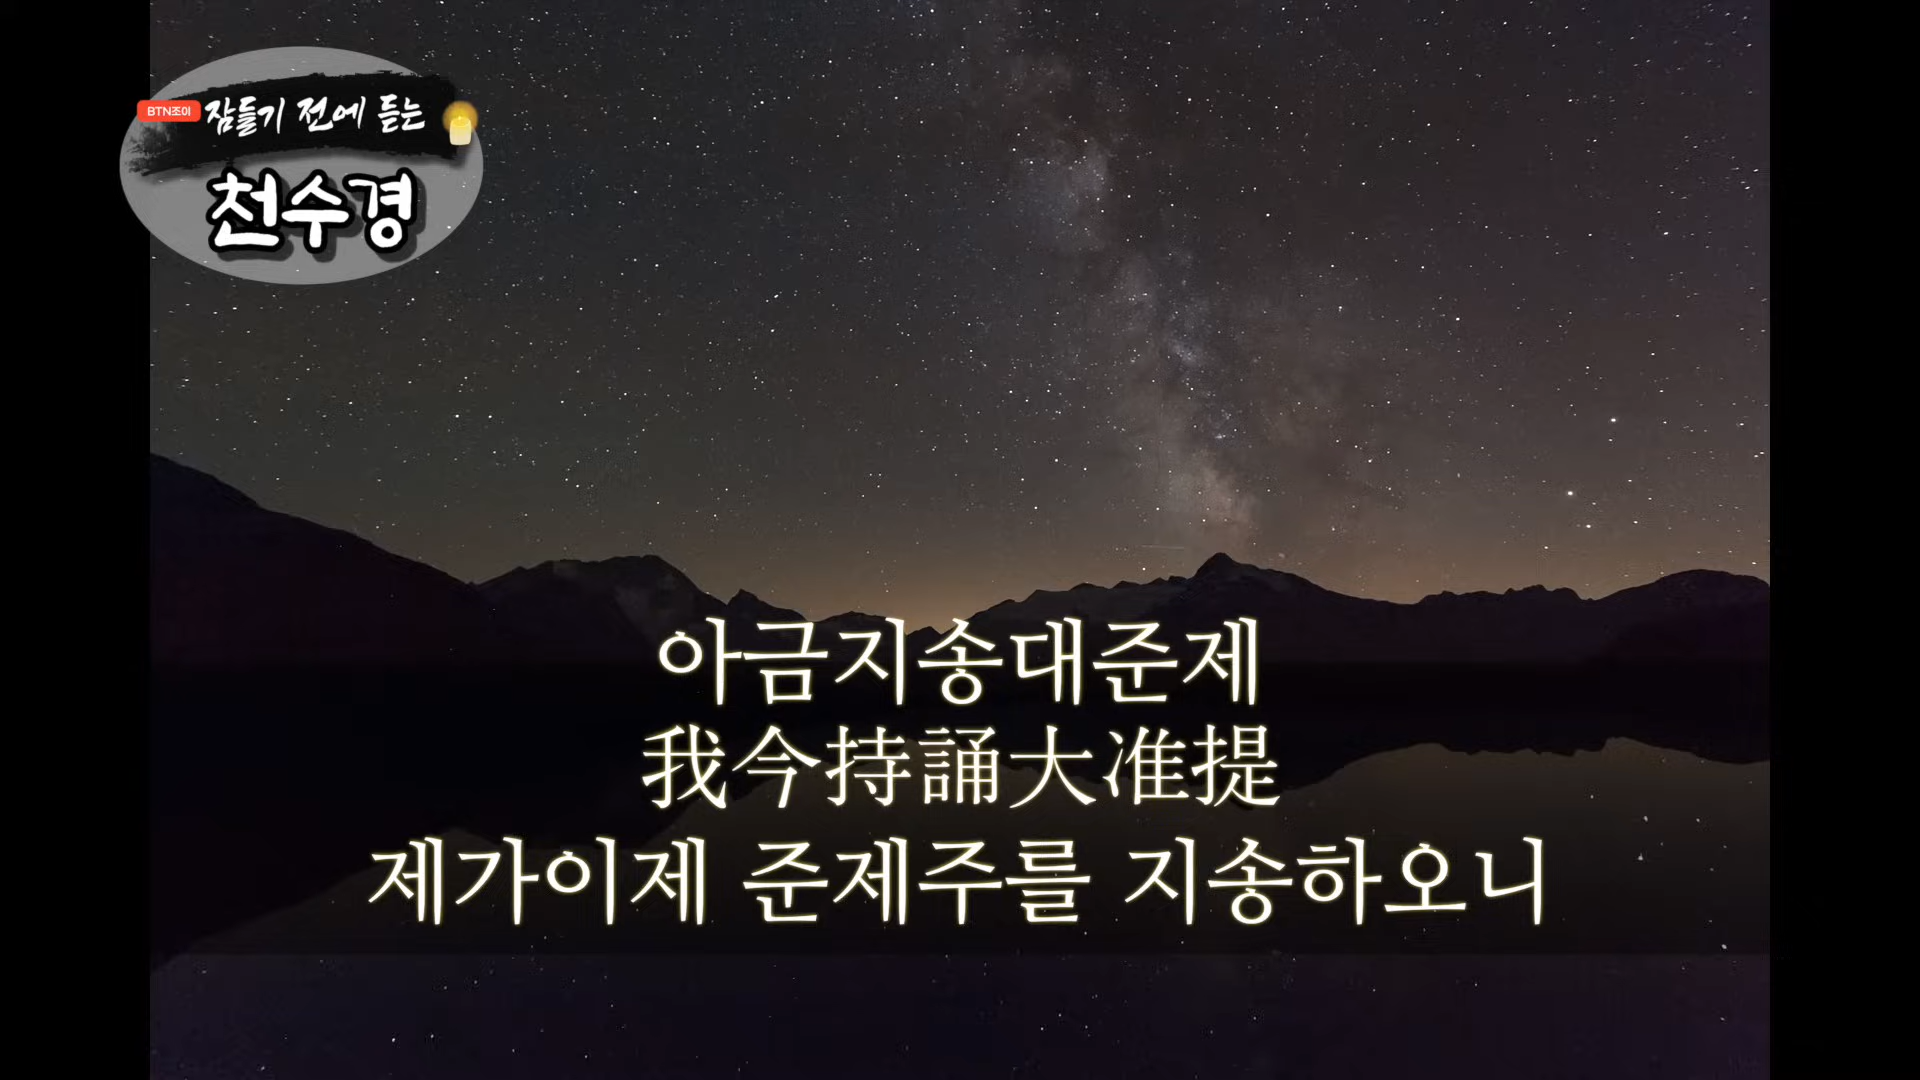 BTN조이 잠들기 전에 듣는
천수경
아금지송대준제
我今持誦大准提
제가이제 준제주를 지송하오니